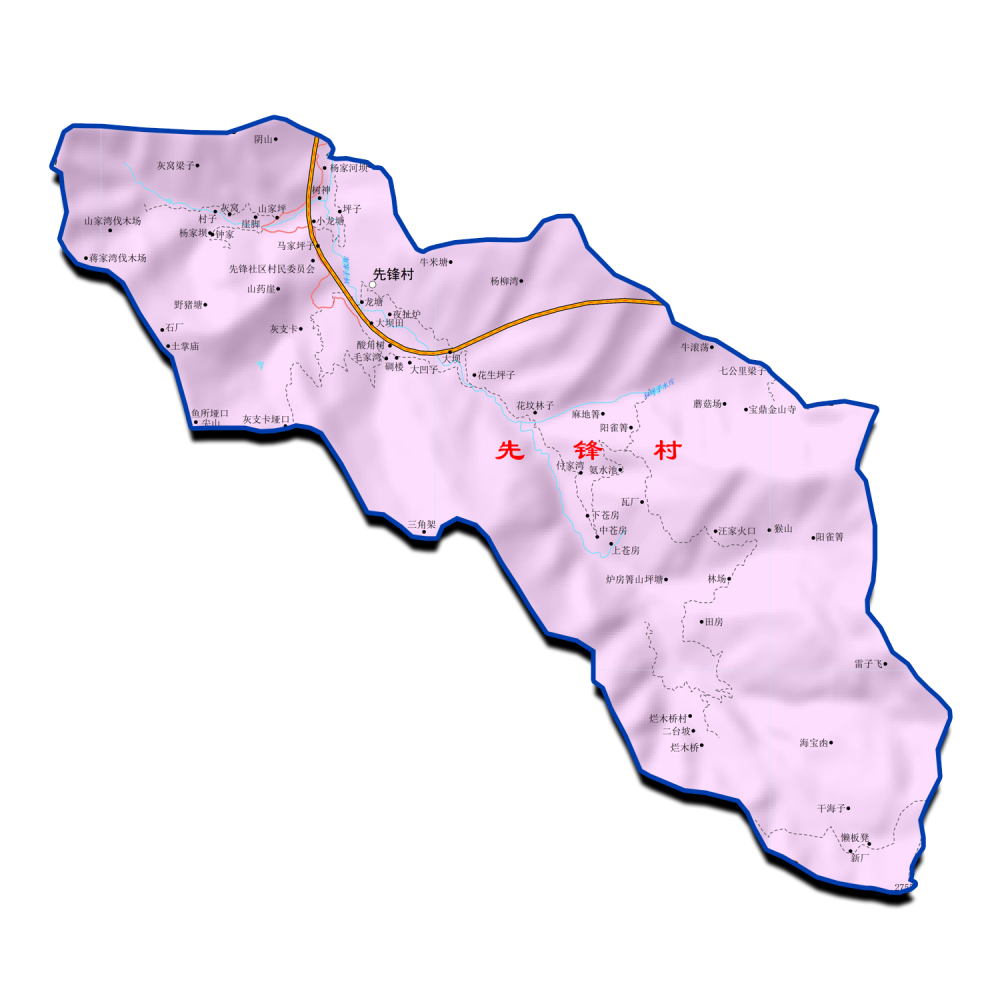 阴山
灰窝梁子
杨家河坝
树神
灰窝
山家坪
坪子
村子
崖脚
小龙塘
山家湾伐木场
杨家坝
钟家
马家坪子
蒋家湾伐木场
先锋社区村民委员会
先锋村
牛米塘
杨柳湾
山药崖
野猪塘
龙塘
夜扯炉
大坝田
石厂
灰支卡
土掌庙
酸角树
毛家湾
碉楼
大凹子
大坝
花生坪子
牛滚荡
七公里梁子
鱼所垭口
尖山
灰支卡垭口
花坟林子
麻地箐
蘑菇场
宝鼎金山寺
阳雀箐
先锋村
付家湾
氨水池
瓦厂
下苍房
中苍房
上苍房
三角架
汪家火口
猴山
阳雀箐
炉房箐山坪塘
林场
田房
雷子飞
烂木桥村
二台坡
烂木桥
海宝凼
干海子
懒板凳
新厂